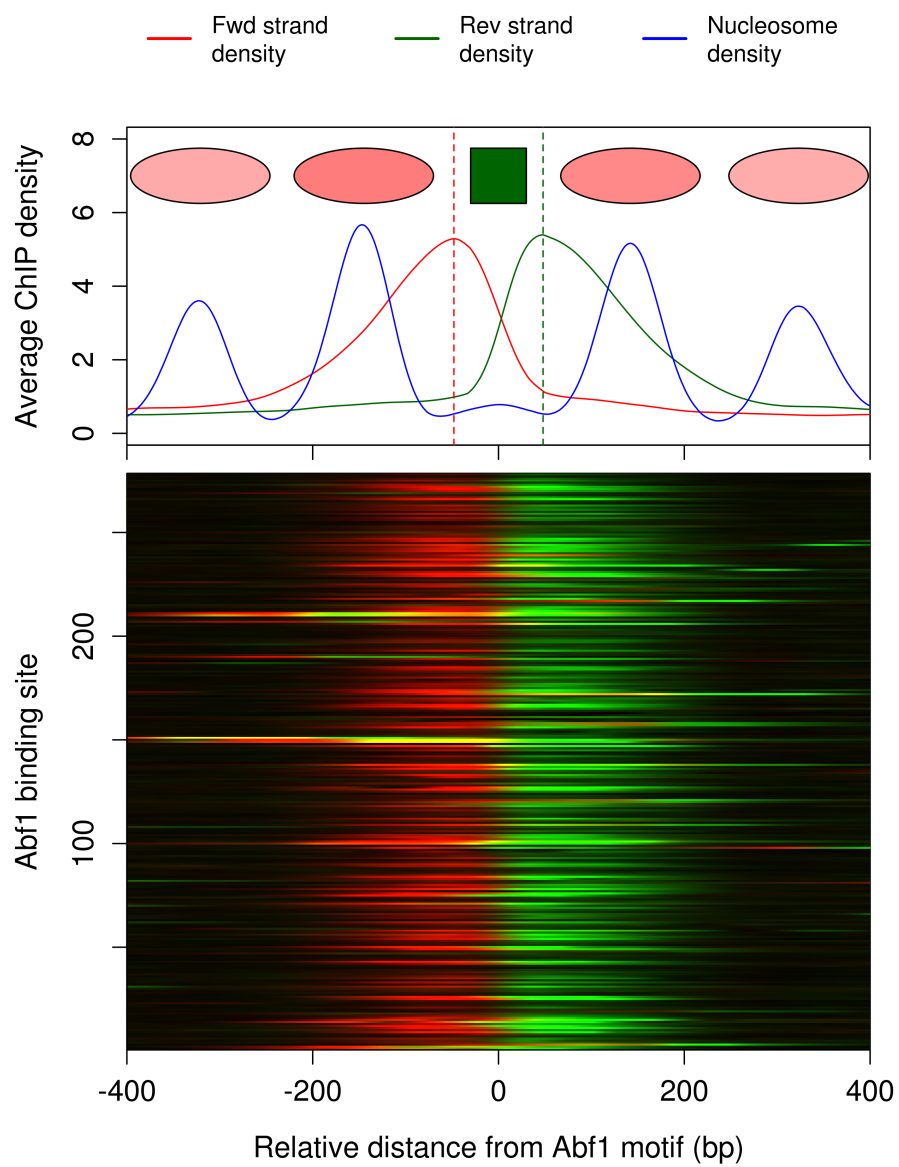 Fwd strand
density
Rev strand
density
Nucleosome
density
Average ChIP density
8
6
4
2
0
Abf1 binding site
200
100
-400 -200 0 200 400
Relative distance from Abf1 motif (bp)